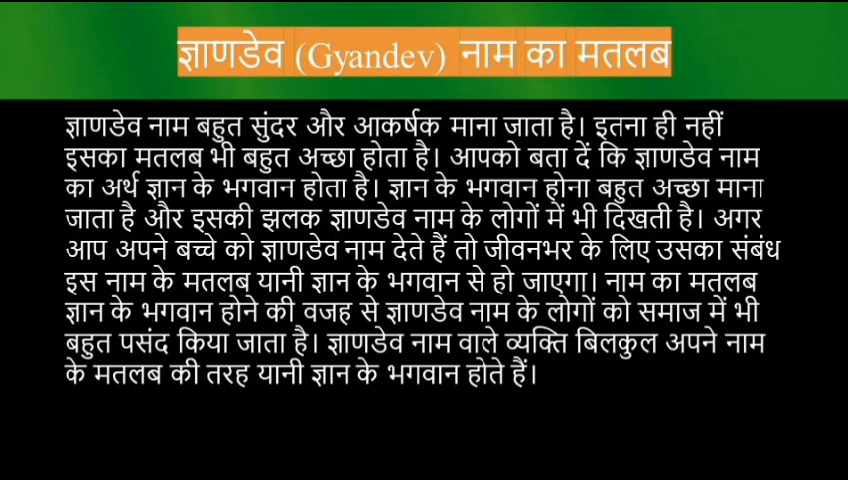 ज्ञाणडेव (Gyandev) नाम का मतलब
ज्ञाणडेव नाम बहुत सुंदर और आकर्षक माना जाता है। इतना ही नहीं
इसका मतलब भी बहुत अच्छा होता है। आपको बता दें कि ज्ञाणडेव नाम
का अर्थ ज्ञान के भगवान होता है। ज्ञान के भगवान होना बहुत अच्छा माना
जाता है और इसकी झलक ज्ञाणडेव नाम के लोगों में भी दिखती है। अगर
आप अपने बच्चे को ज्ञाणडेव नाम देते हैं तो जीवनभर के लिए उसका संबंध
इस नाम के मतलब यानी ज्ञान के भगवान से हो जाएगा। नाम का मतलब
ज्ञान के भगवान होने की वजह से ज्ञाणडेव नाम के लोगों को समाज में भी
बहुत पसंद किया जाता है। ज्ञाणडेव नाम वाले व्यक्ति बिलकुल अपने नाम
के मतलब की तरह यानी ज्ञान के भगवान होते हैं।